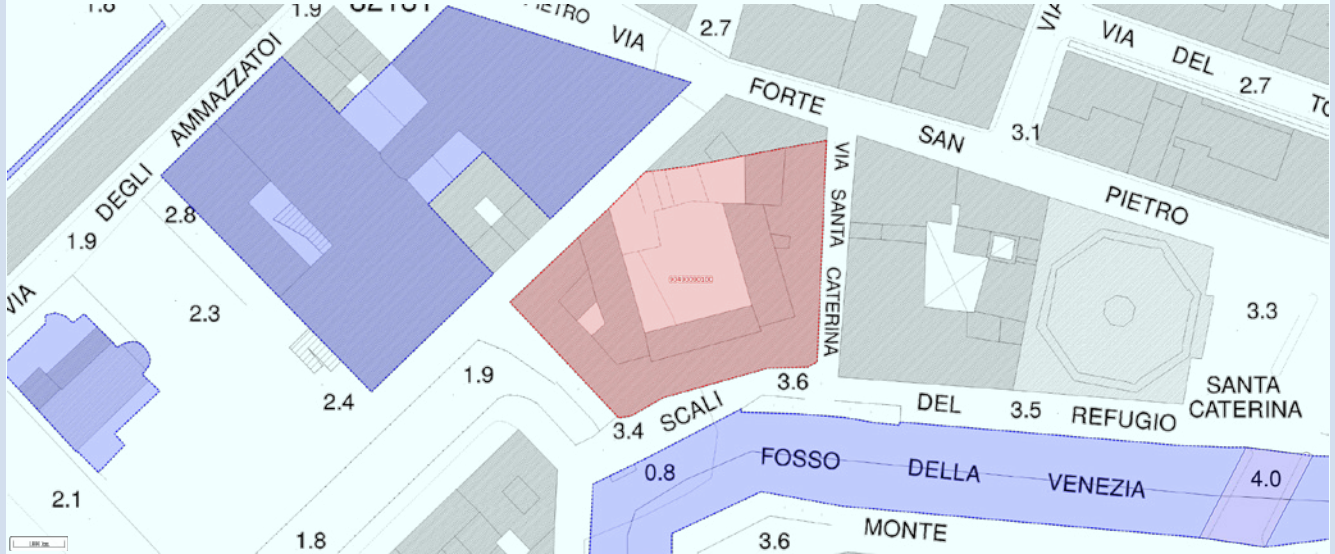 1.8
1.9
PIETRO
VIA
2.7
VIA
VIA
DEL
2.7
DEGLI
AMMAZZATOI
FORTE
SAN
PIETRO
3.1
VIA
SANTA
CATERINA
2.8
1.9
VIA
2.3
2.4
1.9
3.6
3.4
SCALI
DEL
3.5
REFUGIO
3.3
SANTA
CATERINA
0.8
FOSSO
DELLA
VENEZIA
4.0
2.1
1.8
3.6
MONTE